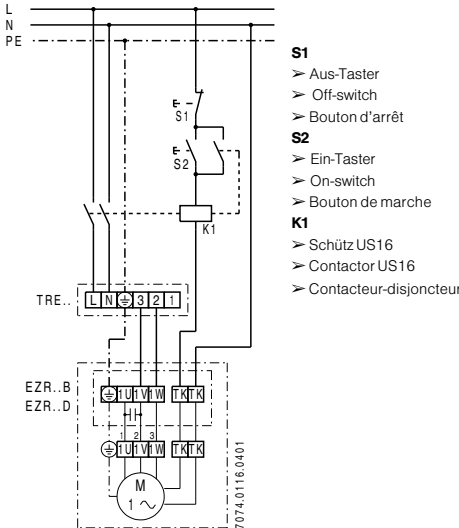 L
N
PE
S1
S2
K1
TRE..
L N 3 2 1
EZR..B
EZR..D
1U 1V 1W TK TK
1 2 3
1U 1V 1W TK TK
M
1 ~
7074.0116.0401
S1
➢ Aus-Taster
➢ Off-switch
➢ Bouton d'arrêt
S2
➢ Ein-Taster
➢ On-switch
➢ Bouton de marche
K1
➢ Schütz US16
➢ Contactor US16
➢ Contacteur-disjoncteur